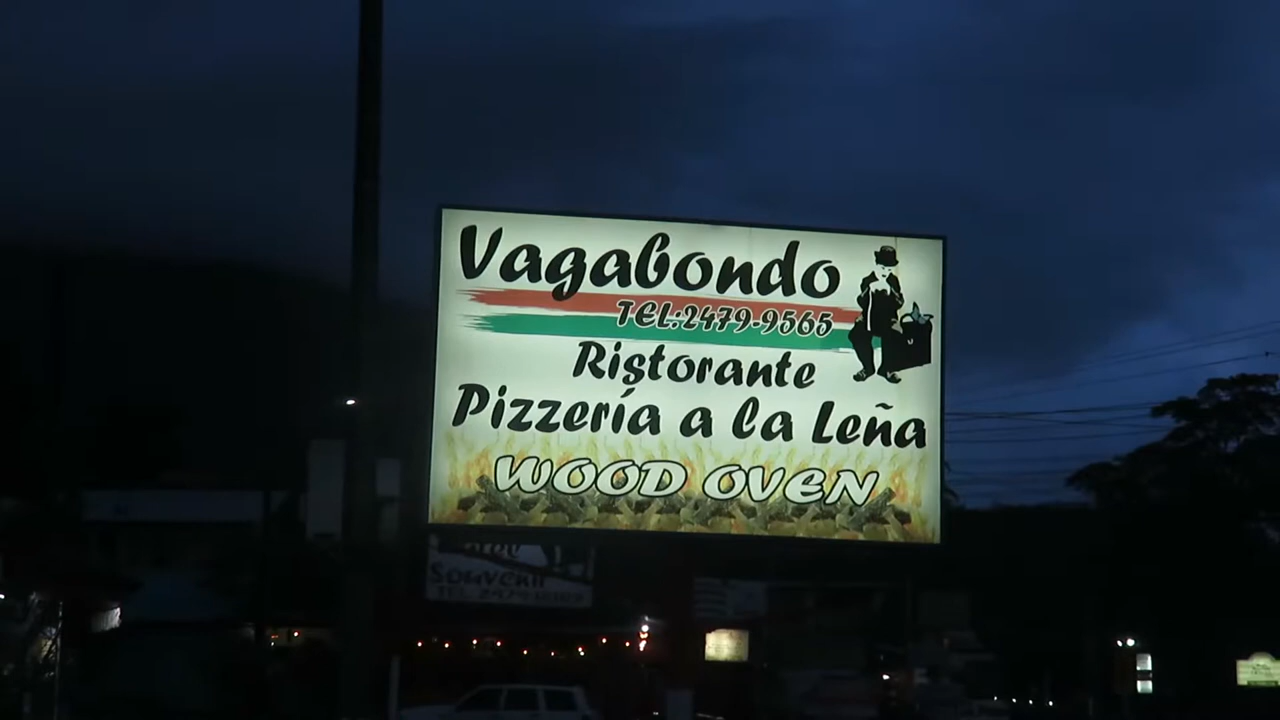 Vagabondo
TEL:2479-9565
Ristorante
Pizzería a la Leña
WOOD OVEN
Souvenir